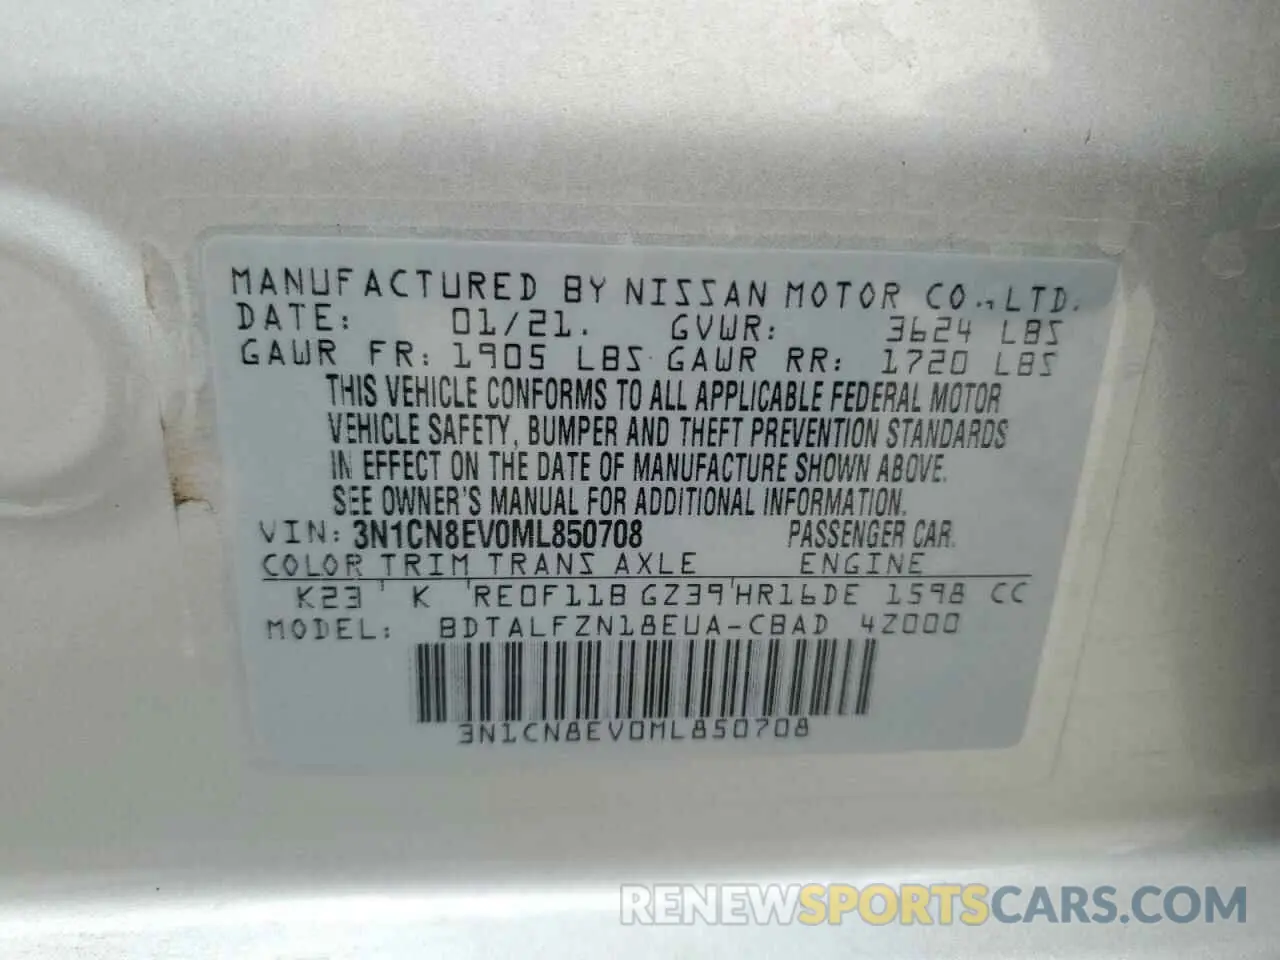 MANUFACTURED BY NISSAN MOTOR CO., LTD.
DATE: 01/21. GVWR: 3624 LBS
GAWR FR: 1905 LBS GAWR RR: 1720 LBS
THIS VEHICLE CONFORMS TO ALL APPLICABLE FEDERAL MOTOR
VEHICLE SAFETY, BUMPER AND THEFT PREVENTION STANDARDS
IN EFFECT ON THE DATE OF MANUFACTURE SHOWN ABOVE.
SEE OWNER'S MANUAL FOR ADDITIONAL INFORMATION.
VIN: 3N1CN8EV0ML850708 PASSENGER CAR.
COLOR TRIM TRANS AXLE ENGINE
K23 K RE0F11B GZ39 HR16DE 1598 CC
MODEL: BDTALFZN18EUA-CBAD 42000
3N1CN8EV0ML850708
RENEWSPORTSCARS.COM